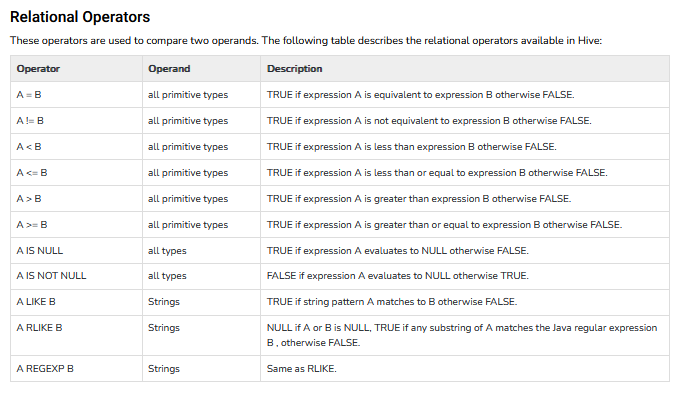 Relational Operators
These operators are used to compare two operands. The following table describes the relational operators available in Hive:
Operator Operand Description
A = B all primitive types TRUE if expression A is equivalent to expression B otherwise FALSE.
A != B all primitive types TRUE if expression A is not equivalent to expression B otherwise FALSE.
A < B all primitive types TRUE if expression A is less than expression B otherwise FALSE.
A <= B all primitive types TRUE if expression A is less than or equal to expression B otherwise FALSE.
A > B all primitive types TRUE if expression A is greater than expression B otherwise FALSE.
A >= B all primitive types TRUE if expression A is greater than or equal to expression B otherwise FALSE.
A IS NULL all types TRUE if expression A evaluates to NULL otherwise FALSE.
A IS NOT NULL all types FALSE if expression A evaluates to NULL otherwise TRUE.
A LIKE B Strings TRUE if string pattern A matches to B otherwise FALSE.
A RLIKE B Strings NULL if A or B is NULL, TRUE if any substring of A matches the Java regular expression
B , otherwise FALSE.
A REGEXP B Strings Same as RLIKE.